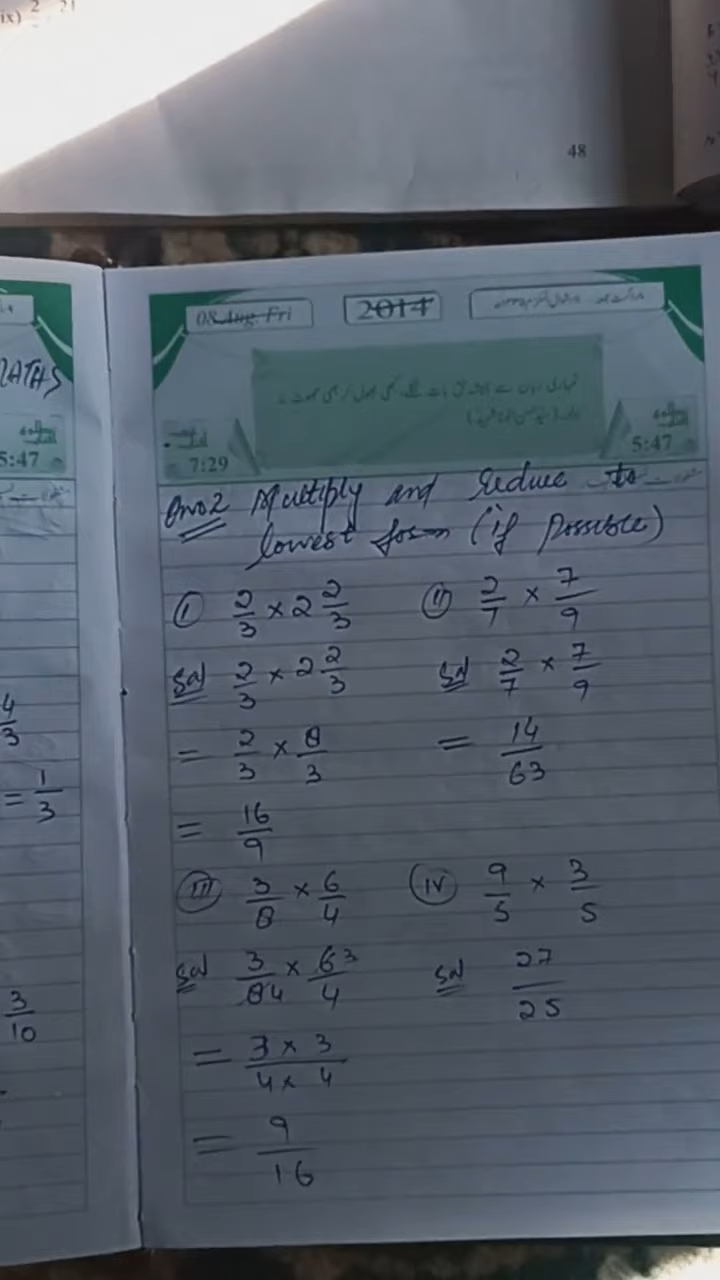 ix) 2 21
48
08 Aug. Fri 2014
MATHS
5:47
7:29
5:47
Qno2 Multiply and Reduce to
lowest form (if possible)
(i) 2/3 × 2 2/3 (ii) 2/7 × 7/9
Sol 2/3 × 2 2/3 Sol 2/7 × 7/9
= 2/3 × 8/3 = 14/63
= 16/9
(iii) 3/8 × 6/4 (iv) 9/5 × 3/5
Sol 3/8 4 × 6 3/4 Sol 27/25
= 3 × 3/4 × 4
= 9/16
4/3
= 1/3
3/10